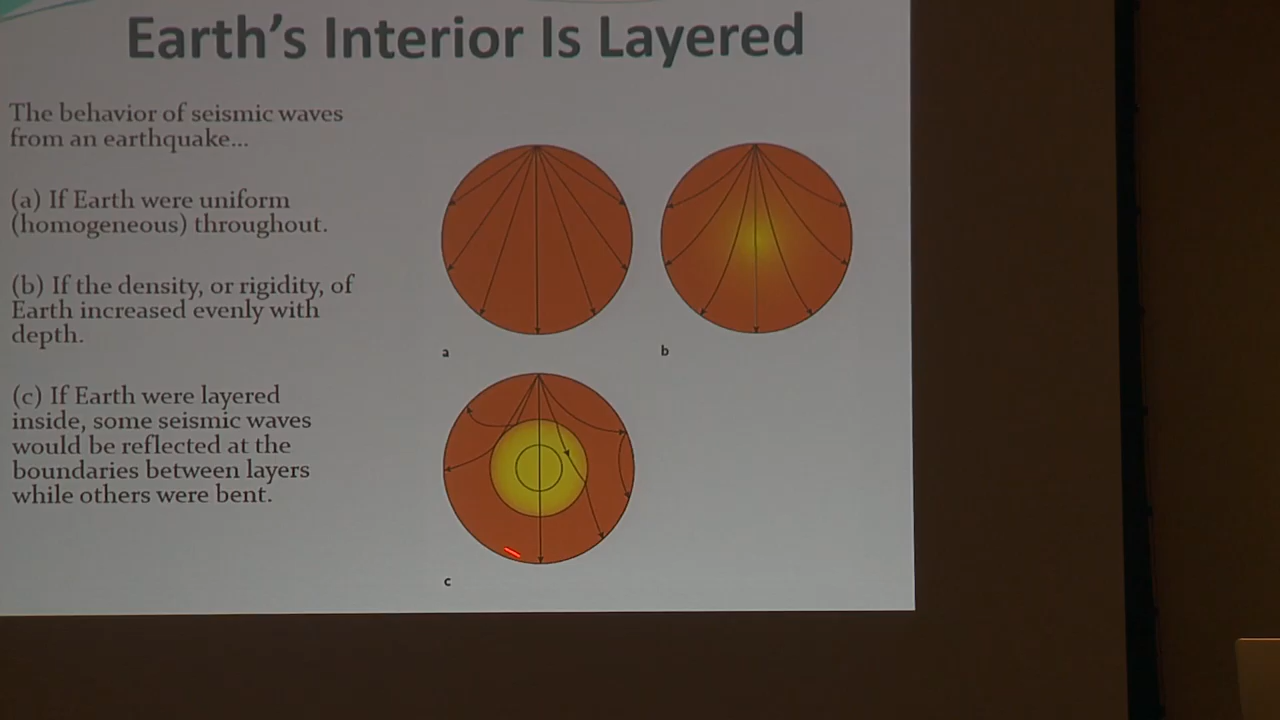 Earth's Interior Is Layered
The behavior of seismic waves
from an earthquake...
(a) If Earth were uniform
(homogeneous) throughout.
(b) If the density, or rigidity, of
Earth increased evenly with
depth.
(c) If Earth were layered
inside, some seismic waves
would be reflected at the
boundaries between layers
while others were bent.
a
b
c